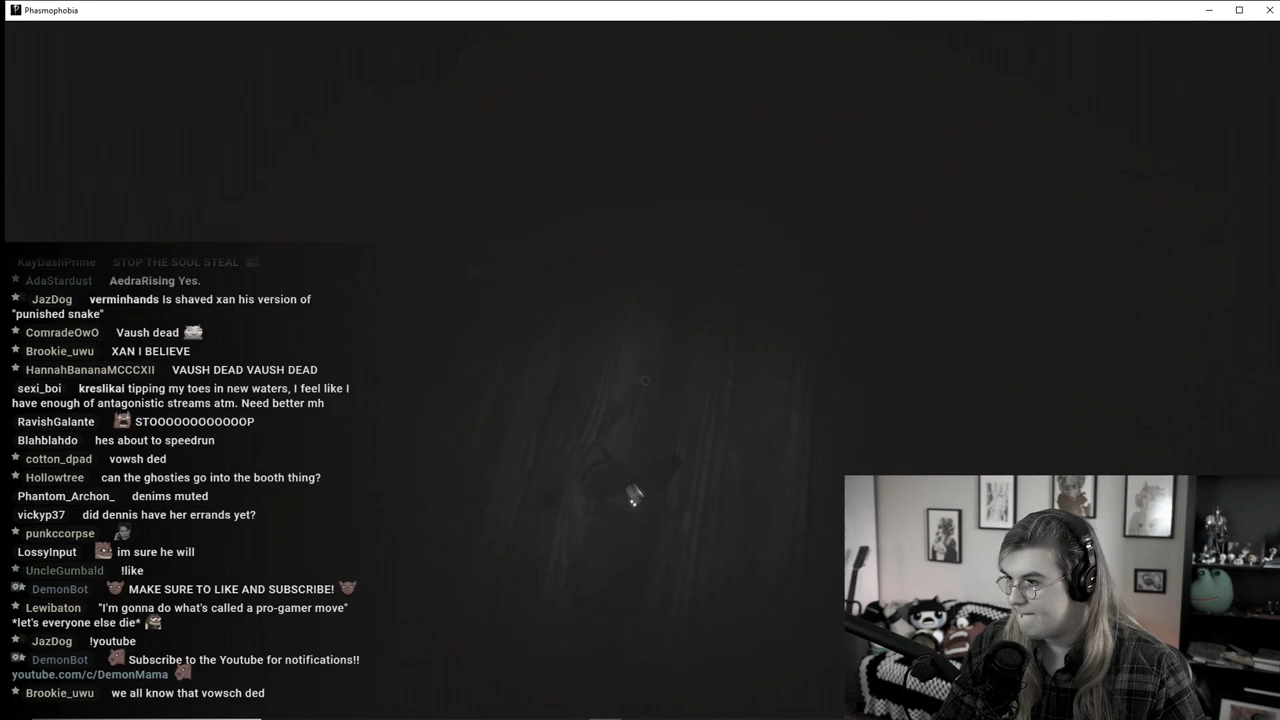 Phasmophobia
KayDashPrime STOP THE SOUL STEAL
AdaStardust AedraRising Yes.
JazDog verminhands Is shaved xan his version of
"punished snake"
ComradeOwO Vaush dead
Brookie_uwu XAN I BELIEVE
HannahBananaMCCCXII VAUSH DEAD VAUSH DEAD
sexi_boi kreslikai tipping my toes in new waters, I feel like I
have enough of antagonistic streams atm. Need better mh
RavishGalante STOOOOOOOOOOOP
Blahblahdo hes about to speedrun
cotton_dpad vowsh ded
Hollowtree can the ghosties go into the booth thing?
Phantom_Archon_ denims muted
vickyp37 did dennis have her errands yet?
punkccorpse
LossyInput im sure he will
UncleGumbald !like
DemonBot MAKE SURE TO LIKE AND SUBSCRIBE!
Lewibaton "I'm gonna do what's called a pro-gamer move"
*let's everyone else die*
JazDog !youtube
DemonBot Subscribe to the Youtube for notifications!!
youtube.com/c/DemonMama
Brookie_uwu we all know that vowsch ded